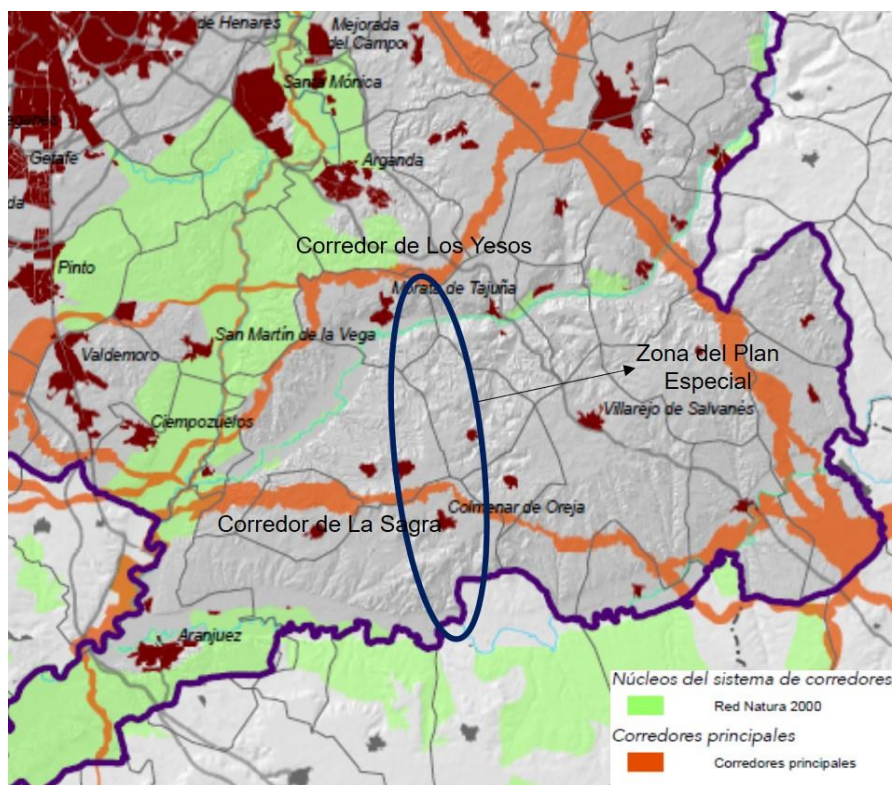 de Henares
Mejorada
del Campo
Santa Mónica
Getafe
Arganda
Corredor de Los Yesos
Pinto
Morata de Tajuña
San Martín de la Vega
Valdemoro
Zona del Plan
Especial
Villarejo de Salvanés
Ciempozuelos
Colmenar de Oreja
Corredor de La Sagra
Aranjuez
Núcleos del sistema de corredores
Red Natura 2000
Corredores principales
Corredores principales